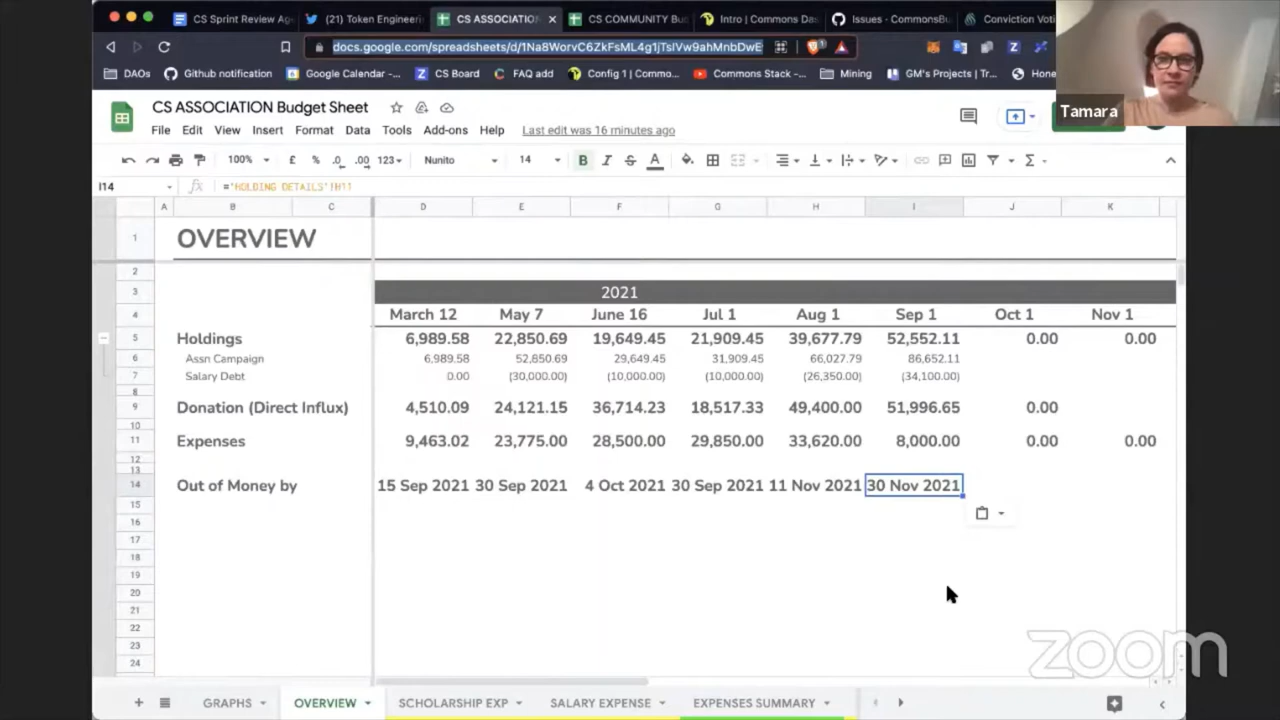 CS Sprint Review Ag
(21) Token Engineeri
CS ASSOCIATION
CS COMMUNITY Bu
Intro | Commons Da
Issues - CommonsBu
Conviction Voti
docs.google.com/spreadsheets/d/1Na8WorvC6ZkFsML4g1jTslVw9ahMnbDwE
DAOs
Github notification
Google Calendar -...
CS Board
FAQ add
Config 1 | Commo...
Commons Stack -...
Mining
GM's Projects | Tr...
Hone
Tamara
CS ASSOCIATION Budget Sheet
File Edit View Insert Format Data Tools Add-ons Help Last edit was 16 minutes ago
100% £ % .0 .00 123 Nunito 14 B I S A
I14 fx ='HOLDING DETAILS'!H11
A B C D E F G H I J K
1 OVERVIEW
2
3 2021
4 March 12 May 7 June 16 Jul 1 Aug 1 Sep 1 Oct 1 Nov 1
5 Holdings 6,989.58 22,850.69 19,649.45 21,909.45 39,677.79 52,552.11 0.00 0.00
6 Assn Campaign 6,989.58 52,850.69 29,649.45 31,909.45 66,027.79 86,652.11
7 Salary Debt 0.00 (30,000.00) (10,000.00) (10,000.00) (26,350.00) (34,100.00)
8
9 Donation (Direct Influx) 4,510.09 24,121.15 36,714.23 18,517.33 49,400.00 51,996.65 0.00
10
11 Expenses 9,463.02 23,775.00 28,500.00 29,850.00 33,620.00 8,000.00 0.00 0.00
12
13
14 Out of Money by 15 Sep 2021 30 Sep 2021 4 Oct 2021 30 Sep 2021 11 Nov 2021 30 Nov 2021
15
16
17
18
19
20
21
22
23
24
zoom
GRAPHS OVERVIEW SCHOLARSHIP EXP SALARY EXPENSE EXPENSES SUMMARY